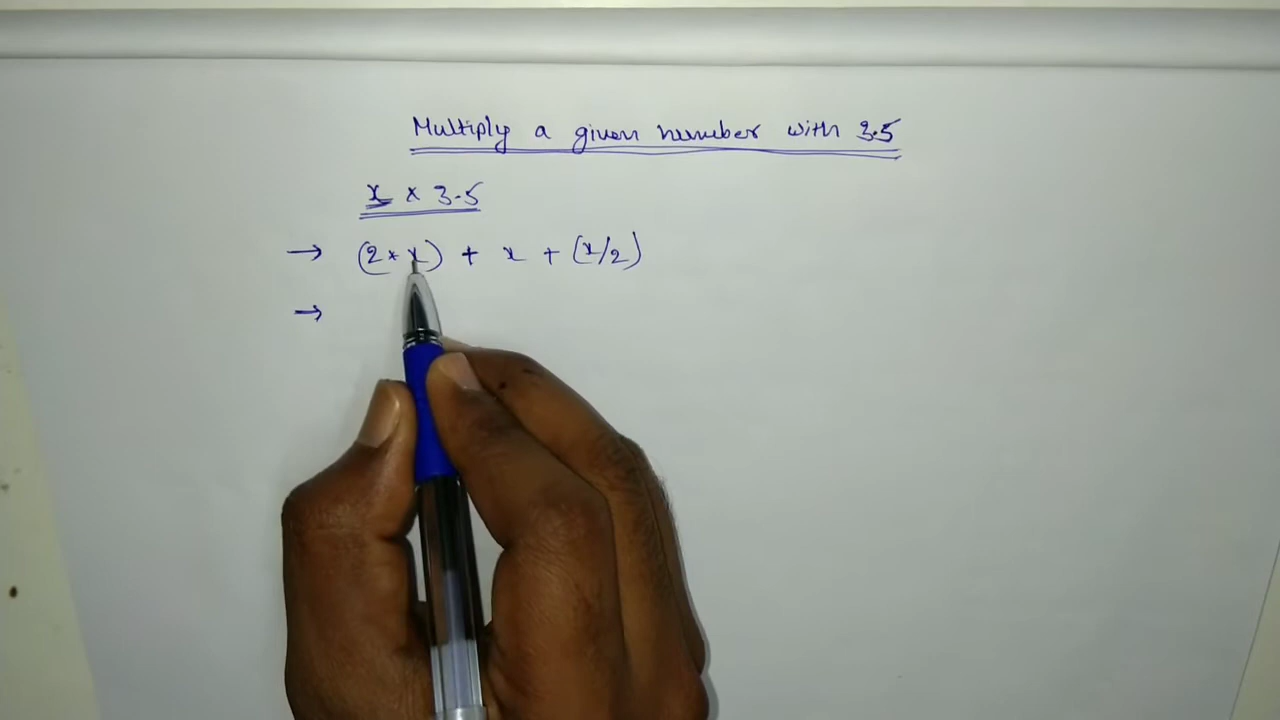 Multiply a given number with 3.5
x × 3.5
→ (2 * x) + x + (x/2)
→